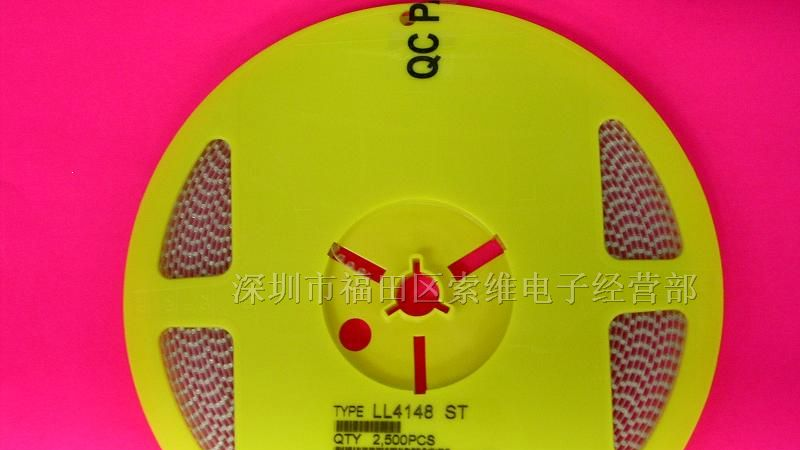 QC P
深圳市福田区索维电子经营部
TYPE LL4148 ST
QTY 2,500PCS